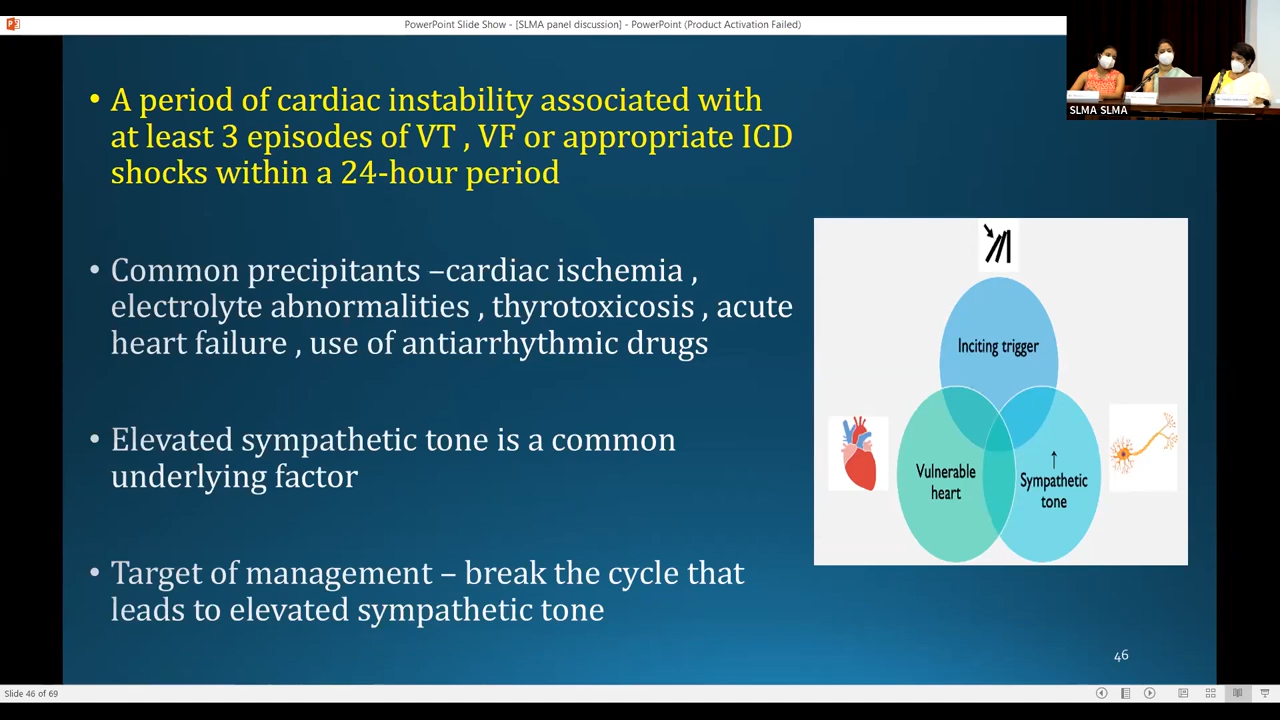 PowerPoint Slide Show - [SLMA panel discussion] - PowerPoint (Product Activation Failed)
SLMA SLMA
• A period of cardiac instability associated with
at least 3 episodes of VT , VF or appropriate ICD
shocks within a 24-hour period
• Common precipitants –cardiac ischemia ,
electrolyte abnormalities , thyrotoxicosis , acute
heart failure , use of antiarrhythmic drugs
• Elevated sympathetic tone is a common
underlying factor
• Target of management – break the cycle that
leads to elevated sympathetic tone
Inciting trigger
Vulnerable
heart
↑
Sympathetic
tone
46
Slide 46 of 69